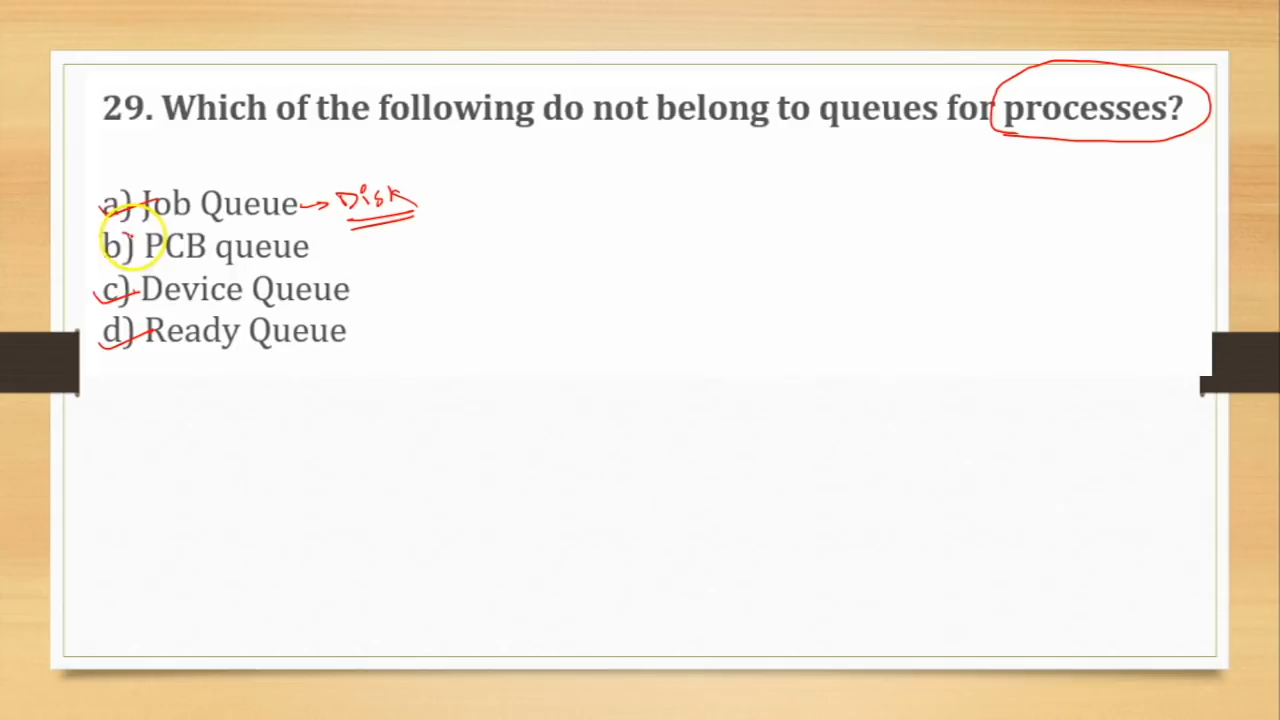 29. Which of the following do not belong to queues for processes?
a) Job Queue → Disk
b) PCB queue
c) Device Queue
d) Ready Queue